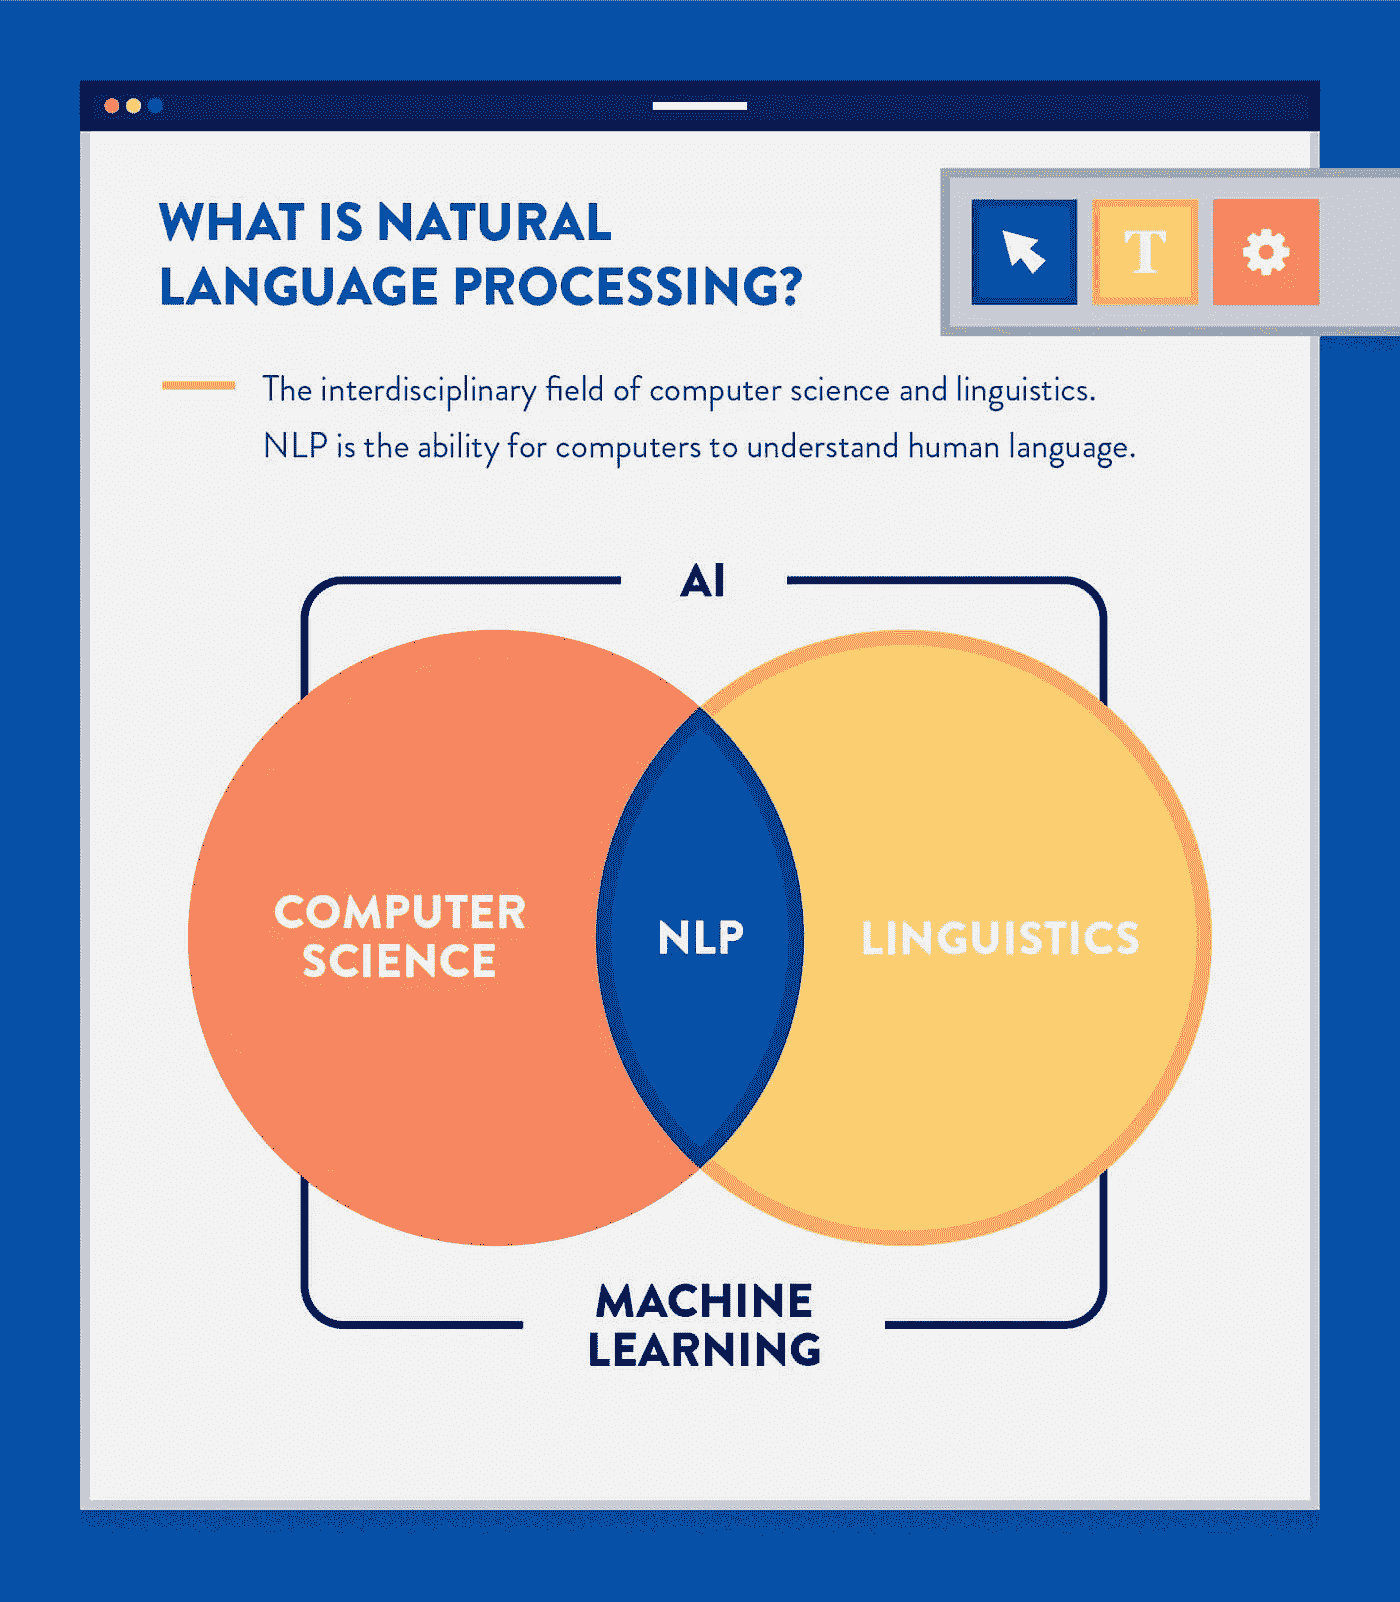 WHAT IS NATURAL
LANGUAGE PROCESSING?
T
The interdisciplinary field of computer science and linguistics.
NLP is the ability for computers to understand human language.
AI
COMPUTER
SCIENCE
NLP
LINGUISTICS
MACHINE
LEARNING